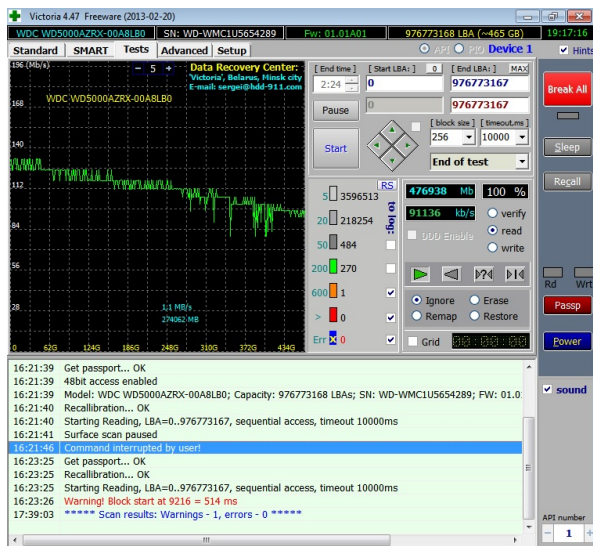 Victoria 4.47 Freeware (2013-02-20)
WDC WD5000AZRX-00A8LB0 SN: WD-WMC1U5654289 Fw: 01.01A01 976773168 LBA (~465 GB) 19:17:16
Standard SMART Tests Advanced Setup API PIO Device 1 Hints
196 (Mb/s) - 5 + Data Recovery Center:
'Victoria', Belarus, Minsk city
E-mail: sergei@hdd-911.com
WDC WD5000AZRX-00A8LB0
168
140
112
84
56
28
1,1 MB/s
274062 MB
0 62G 124G 186G 248G 310G 372G 434G
[ End time ] [ Start LBA: ] 0 [ End LBA: ] MAX
2:24 0 976773167
Pause 0 976773167
[ block size ] [ timeout,ms ]
Start 256 10000
End of test
RS
to log:
5 3596513
20 218254
50 484
200 270
600 1
> 0
Err 0
476938 Mb 100 %
91136 kb/s verify
DDD Enable read
write
Ignore Erase
Remap Restore
Grid 00:00:00
Break All
Sleep
Recall
Rd Wrt
Passp
Power
sound
API number
- 1 +
16:21:39 Get passport... OK
16:21:39 48bit access enabled
16:21:39 Model: WDC WD5000AZRX-00A8LB0; Capacity: 976773168 LBAs; SN: WD-WMC1U5654289; FW: 01.0
16:21:40 Recallibration... OK
16:21:40 Starting Reading, LBA=0..976773167, sequential access, timeout 10000ms
16:21:41 Surface scan paused
16:21:46 Command interrupted by user!
16:23:25 Get passport... OK
16:23:25 Recallibration... OK
16:23:25 Starting Reading, LBA=0..976773167, sequential access, timeout 10000ms
16:23:26 Warning! Block start at 9216 = 514 ms
17:39:03 ***** Scan results: Warnings - 1, errors - 0 *****